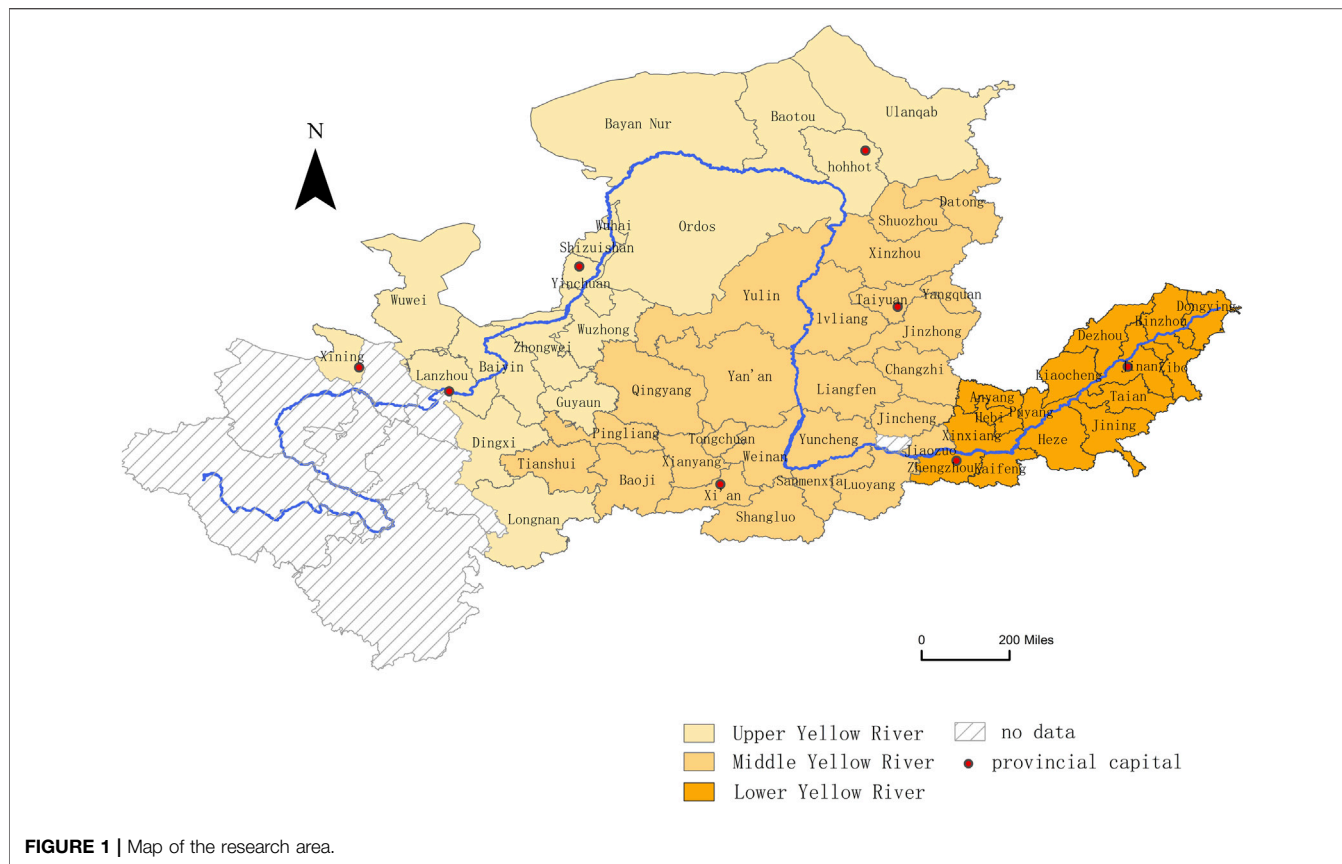 N
Bayan Nur
Baotou
Ulanqab
hohhot
Ordos
Wuhai
Shizuishan
Yinchuan
Datong
Shuozhou
Xinzhou
Wuwei
Yulin
Taiyuan
Yangquan
lvliang
Jinzhong
Wuzhong
Zhongwei
Xining
Lanzhou
Baiyin
Qingyang
Yan'an
Liangfen
Changzhi
Guyaun
Dingxi
Pingliang
Tongchuan
Yuncheng
Jincheng
Tianshui
Xianyang
Weinan
Baoji
Xi'an
Sanmenxia
Luoyang
Longnan
Shangluo
Jiaozuo
Zhengzhou
Kaifeng
Xinxiang
Anyang
Hebi
Puyang
Heze
Jining
Taian
Liaocheng
Jinan
Zibo
Dezhou
Binzhou
Dongying
0 200 Miles
Upper Yellow River
no data
Middle Yellow River
provincial capital
Lower Yellow River
FIGURE 1 | Map of the research area.